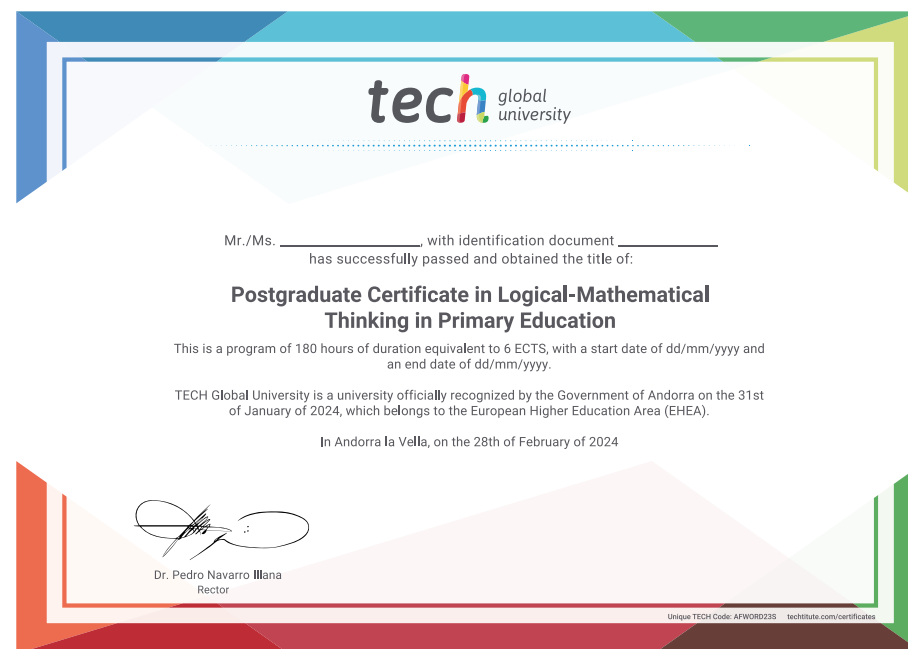 tech global university
Mr./Ms. ____________________, with identification document ______________
has successfully passed and obtained the title of:
Postgraduate Certificate in Logical-Mathematical
Thinking in Primary Education
This is a program of 180 hours of duration equivalent to 6 ECTS, with a start date of dd/mm/yyyy and
an end date of dd/mm/yyyy.
TECH Global University is a university officially recognized by the Government of Andorra on the 31st
of January of 2024, which belongs to the European Higher Education Area (EHEA).
In Andorra la Vella, on the 28th of February of 2024
Dr. Pedro Navarro Illana
Rector
Unique TECH Code: AFWORD23S techtitute.com/certificates